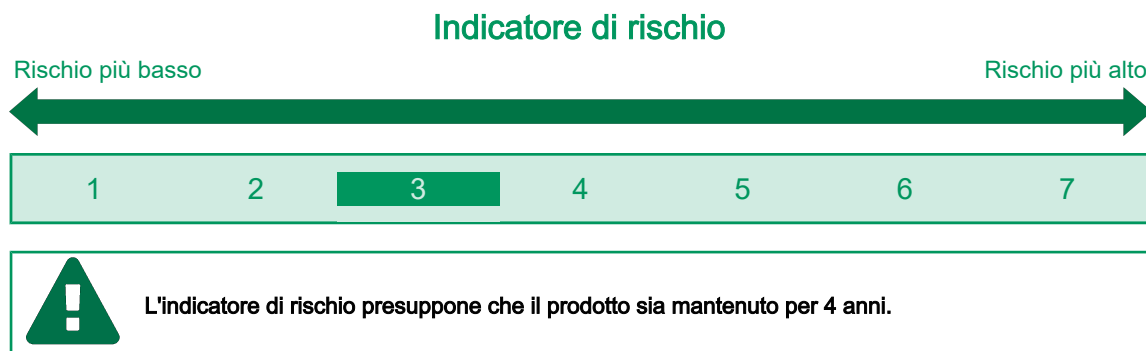 Indicatore di rischio
Rischio più basso Rischio più alto
1 2 3 4 5 6 7
L'indicatore di rischio presuppone che il prodotto sia mantenuto per 4 anni.